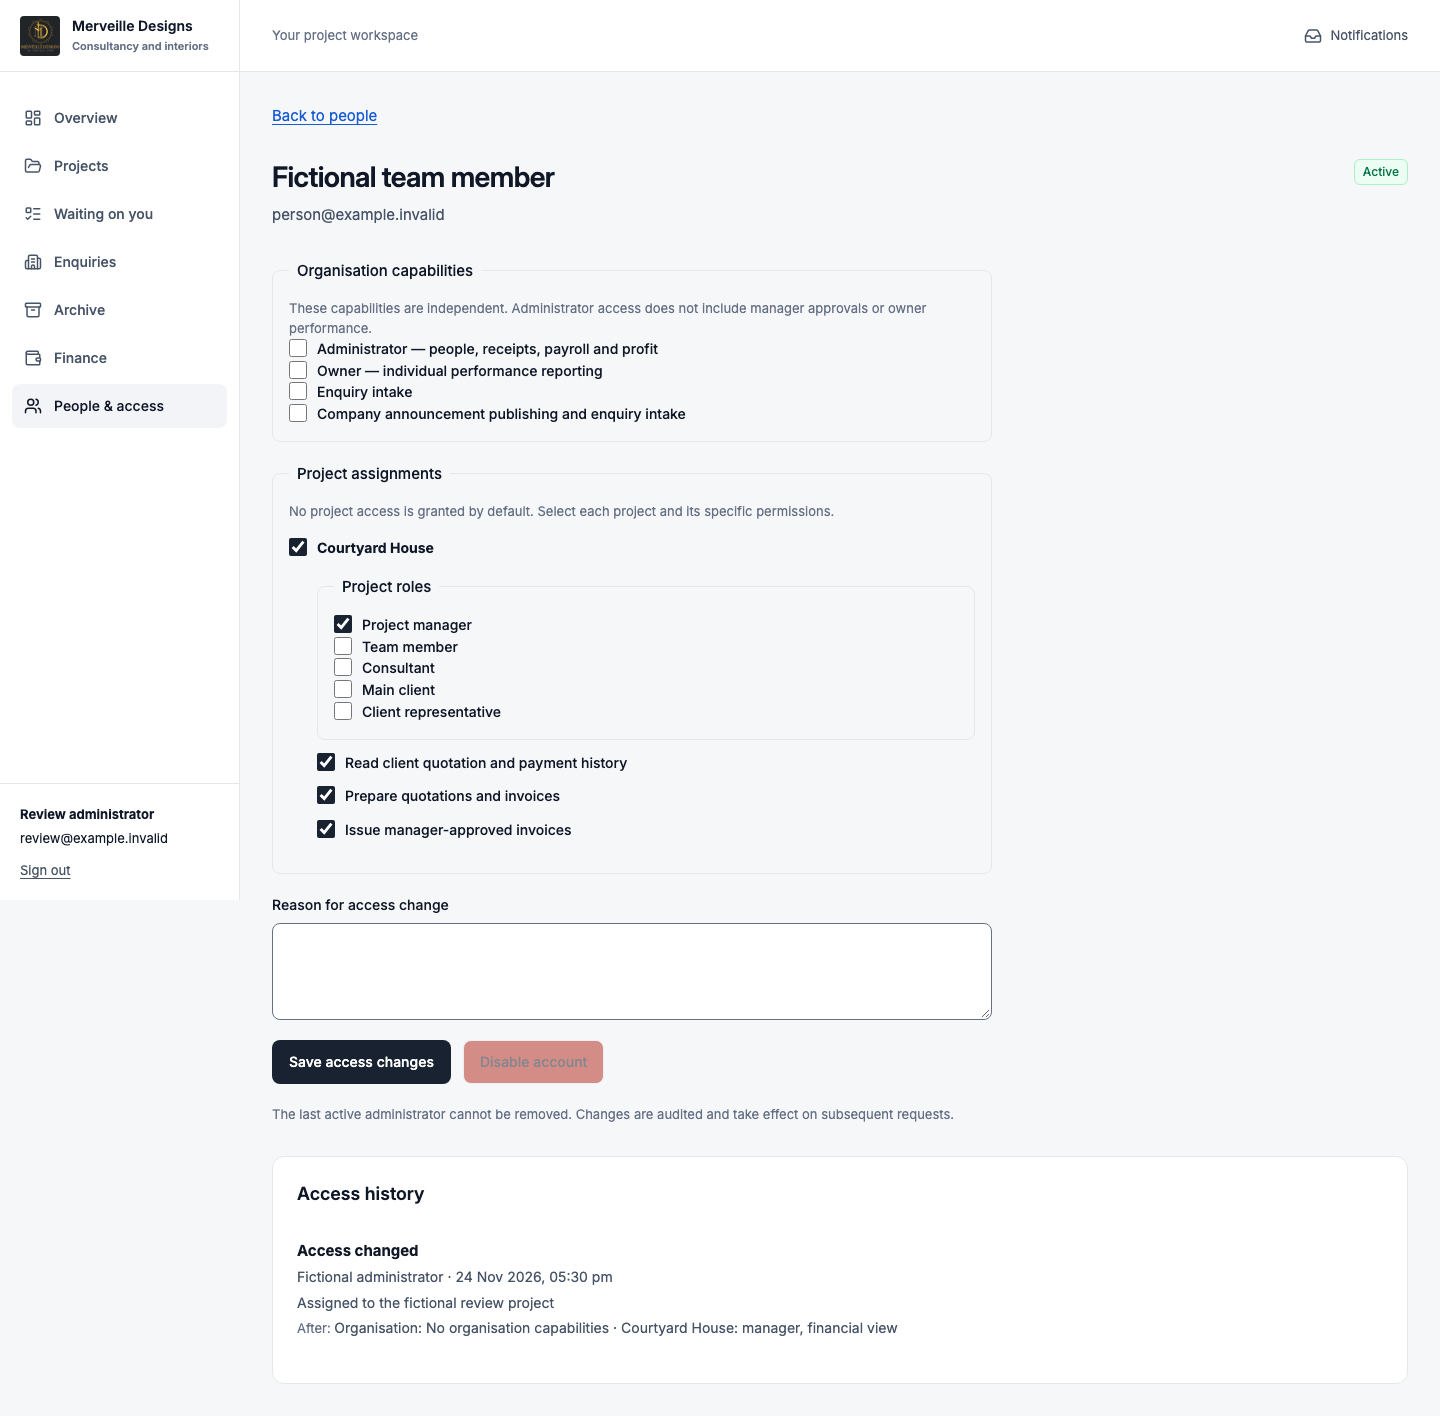 Merveille Designs
Consultancy and interiors
Your project workspace
Notifications
Overview
Projects
Waiting on you
Enquiries
Archive
Finance
People & access
Review administrator
review@example.invalid
Sign out
Back to people
Fictional team member
Active
person@example.invalid
Organisation capabilities
These capabilities are independent. Administrator access does not include manager approvals or owner
performance.
Administrator — people, receipts, payroll and profit
Owner — individual performance reporting
Enquiry intake
Company announcement publishing and enquiry intake
Project assignments
No project access is granted by default. Select each project and its specific permissions.
Courtyard House
Project roles
Project manager
Team member
Consultant
Main client
Client representative
Read client quotation and payment history
Prepare quotations and invoices
Issue manager-approved invoices
Reason for access change
Save access changes
Disable account
The last active administrator cannot be removed. Changes are audited and take effect on subsequent requests.
Access history
Access changed
Fictional administrator · 24 Nov 2026, 05:30 pm
Assigned to the fictional review project
After: Organisation: No organisation capabilities · Courtyard House: manager, financial view